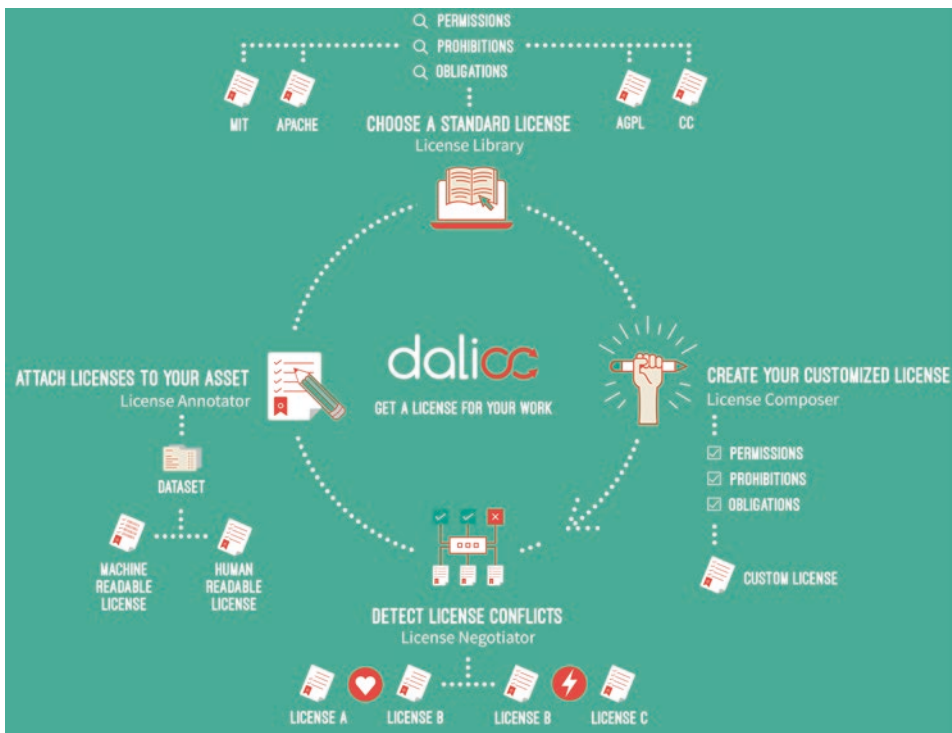 PERMISSIONS
PROHIBITIONS
OBLIGATIONS
MIT
APACHE
AGPL
CC
CHOOSE A STANDARD LICENSE
License Library
dalicc
GET A LICENSE FOR YOUR WORK
ATTACH LICENSES TO YOUR ASSET
License Annotator
DATASET
MACHINE
READABLE
LICENSE
HUMAN
READABLE
LICENSE
CREATE YOUR CUSTOMIZED LICENSE
License Composer
PERMISSIONS
PROHIBITIONS
OBLIGATIONS
CUSTOM LICENSE
DETECT LICENSE CONFLICTS
License Negotiator
LICENSE A
LICENSE B
LICENSE B
LICENSE C